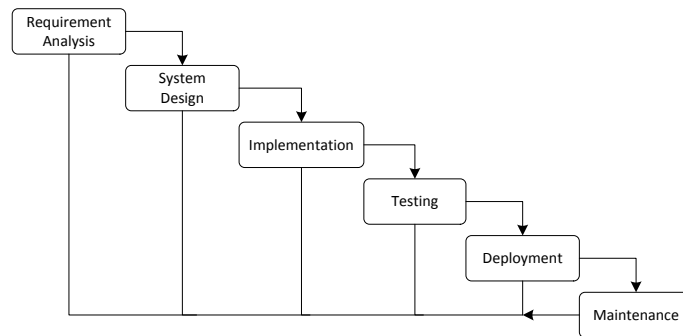 Requirement
Analysis
System
Design
Implementation
Testing
Deployment
Maintenance